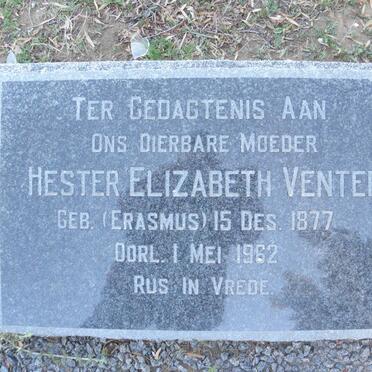 TER GEDAGTENIS AAN
ONS DIERBARE MOEDER
HESTER ELIZABETH VENTER
GEB. (ERASMUS) 15 DES. 1877
OORL. 1 MEI 1962
RUS IN VREDE.